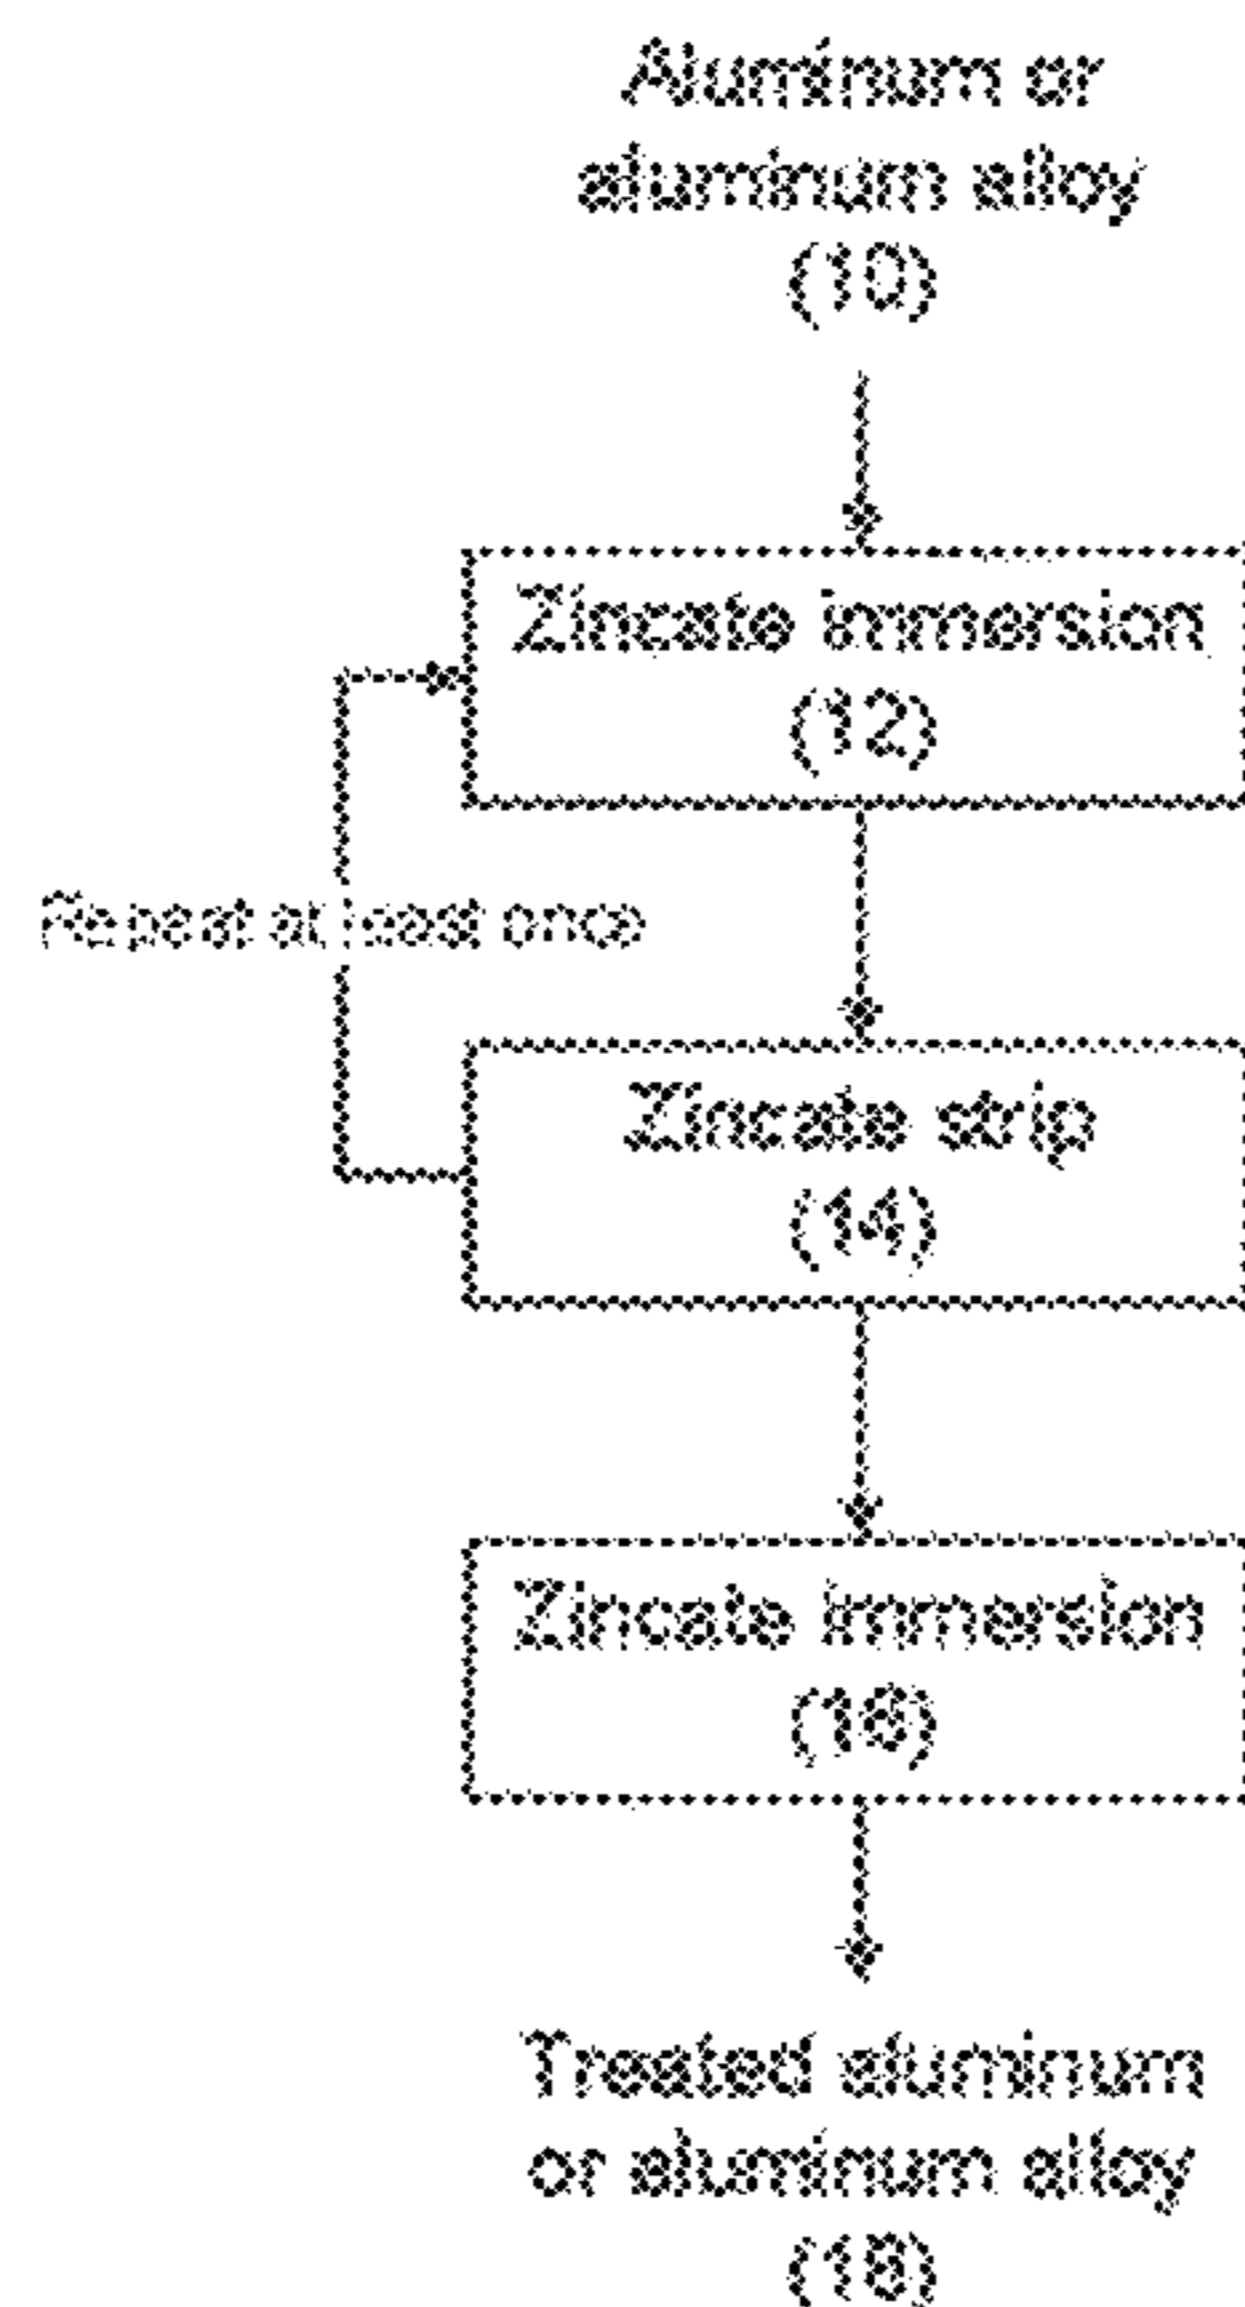 Aluminum or
aluminum alloy
(10)
Zincate immersion
(12)
Repeat at least once
Zincate strip
(14)
Zincate immersion
(16)
Treated aluminum
or aluminum alloy
(18)